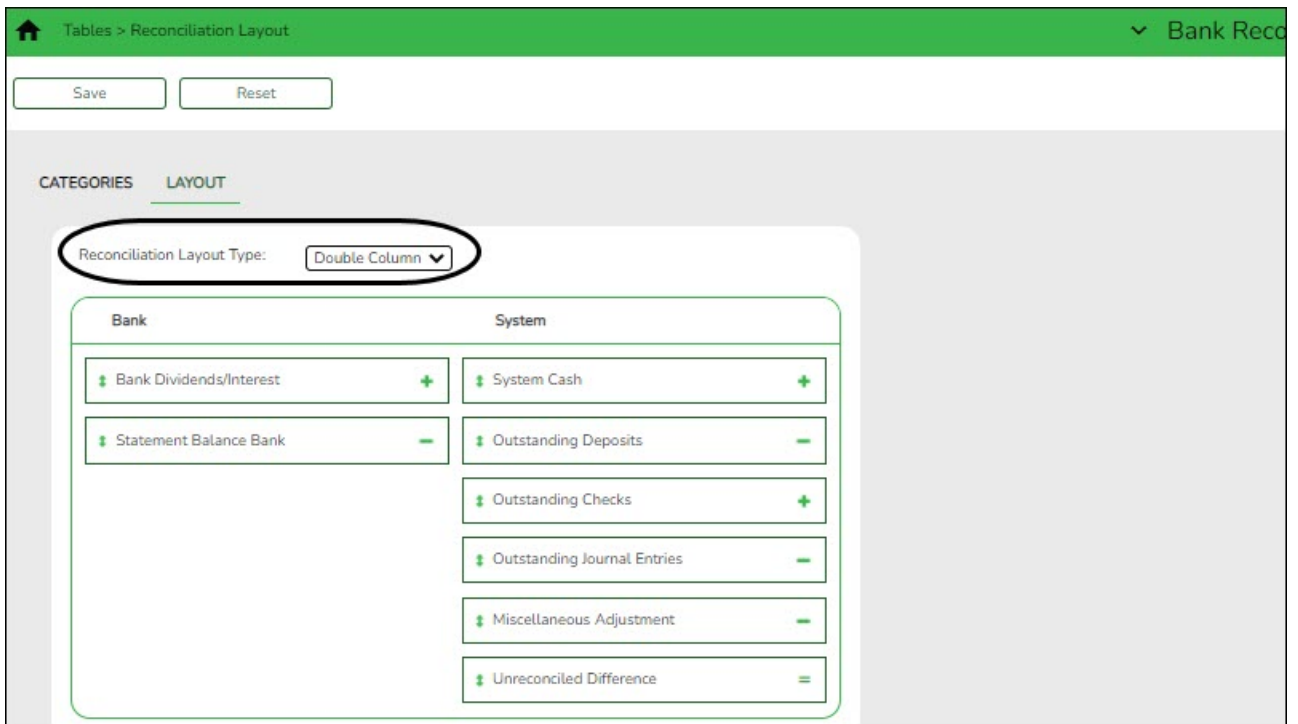 Tables > Reconciliation Layout
Bank Reco
Save Reset
CATEGORIES LAYOUT
Reconciliation Layout Type: Double Column
Bank System
Bank Dividends/Interest + System Cash +
Statement Balance Bank − Outstanding Deposits −
Outstanding Checks +
Outstanding Journal Entries −
Miscellaneous Adjustment −
Unreconciled Difference =